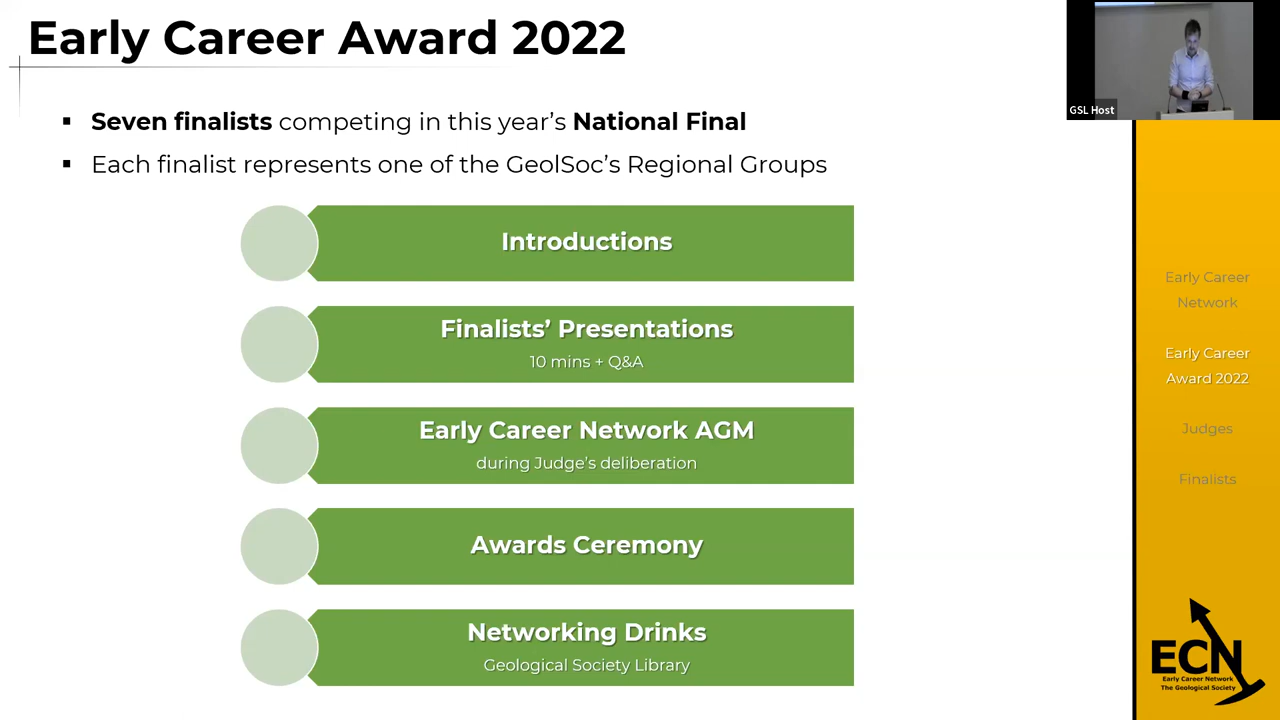 Early Career Award 2022
GSL Host
▪ Seven finalists competing in this year's National Final
▪ Each finalist represents one of the GeolSoc's Regional Groups
Introductions
Finalists' Presentations
10 mins + Q&A
Early Career Network AGM
during Judge's deliberation
Awards Ceremony
Networking Drinks
Geological Society Library
Early Career
Network
Early Career
Award 2022
Judges
Finalists
ECN
Early Career Network
The Geological Society